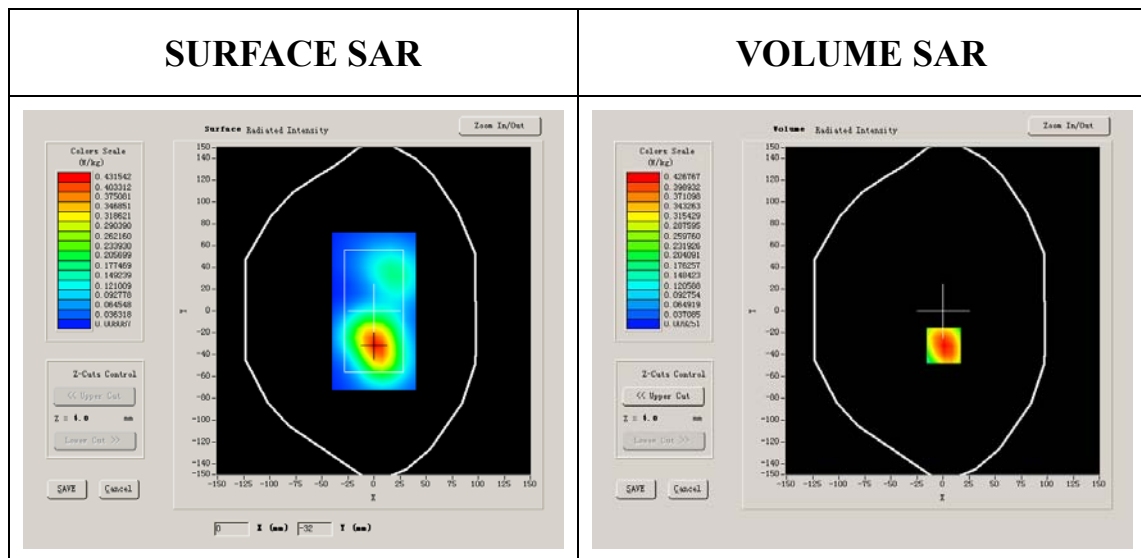 SURFACE SAR
VOLUME SAR
Surface Radiated Intensity
Zoom In/Out
Colors Scale
(W/kg)
0.431542
0.403312
0.375081
0.346851
0.318621
0.290390
0.262160
0.233930
0.205699
0.177469
0.149239
0.121009
0.092778
0.064548
0.036318
0.008087
150
140
120
100
80
60
40
20
0
-20
-40
-60
-80
-100
-120
-140
-150
Y
-150 -125 -100 -75 -50 -25 0 25 50 75 100 125 150
X
Z-Cuts Control
<< Upper Cut
Z = 4.0 mm
Lower Cut >>
SAVE Cancel
0 X (mm) -32 Y (mm)
Volume Radiated Intensity
Zoom In/Out
Colors Scale
(W/kg)
0.426767
0.398932
0.371098
0.343263
0.315429
0.287595
0.259760
0.231926
0.204091
0.176257
0.148423
0.120588
0.092754
0.064919
0.037085
0.009251
150
140
120
100
80
60
40
20
0
-20
-40
-60
-80
-100
-120
-140
-150
Y
-150 -125 -100 -75 -50 -25 0 25 50 75 100 125 150
X
Z-Cuts Control
<< Upper Cut
Z = 4.0 mm
Lower Cut >>
SAVE Cancel